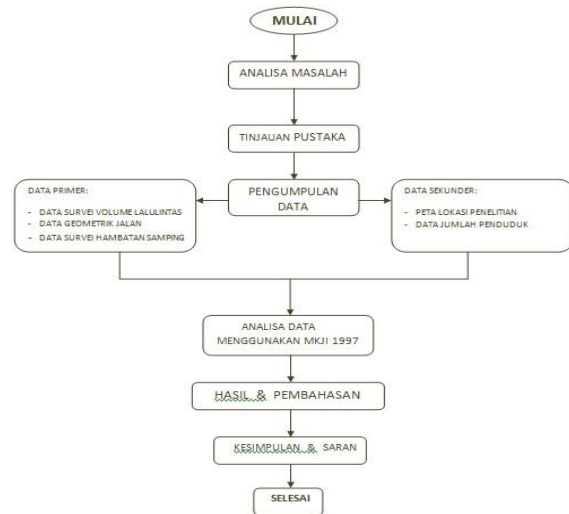 MULAI
ANALISA MASALAH
TINJAUAN PUSTAKA
PENGUMPULAN
DATA
DATA PRIMER:
- DATA SURVEI VOLUME LALULINTAS
- DATA GEOMETRIK JALAN
- DATA SURVEI HAMBATAN SAMPING
DATA SEKUNDER:
- PETA LOKASI PENELITIAN
- DATA JUMLAH PENDUDUK
ANALISA DATA
MENGGUNAKAN MKJI 1997
HASIL & PEMBAHASAN
KESIMPULAN & SARAN
SELESAI